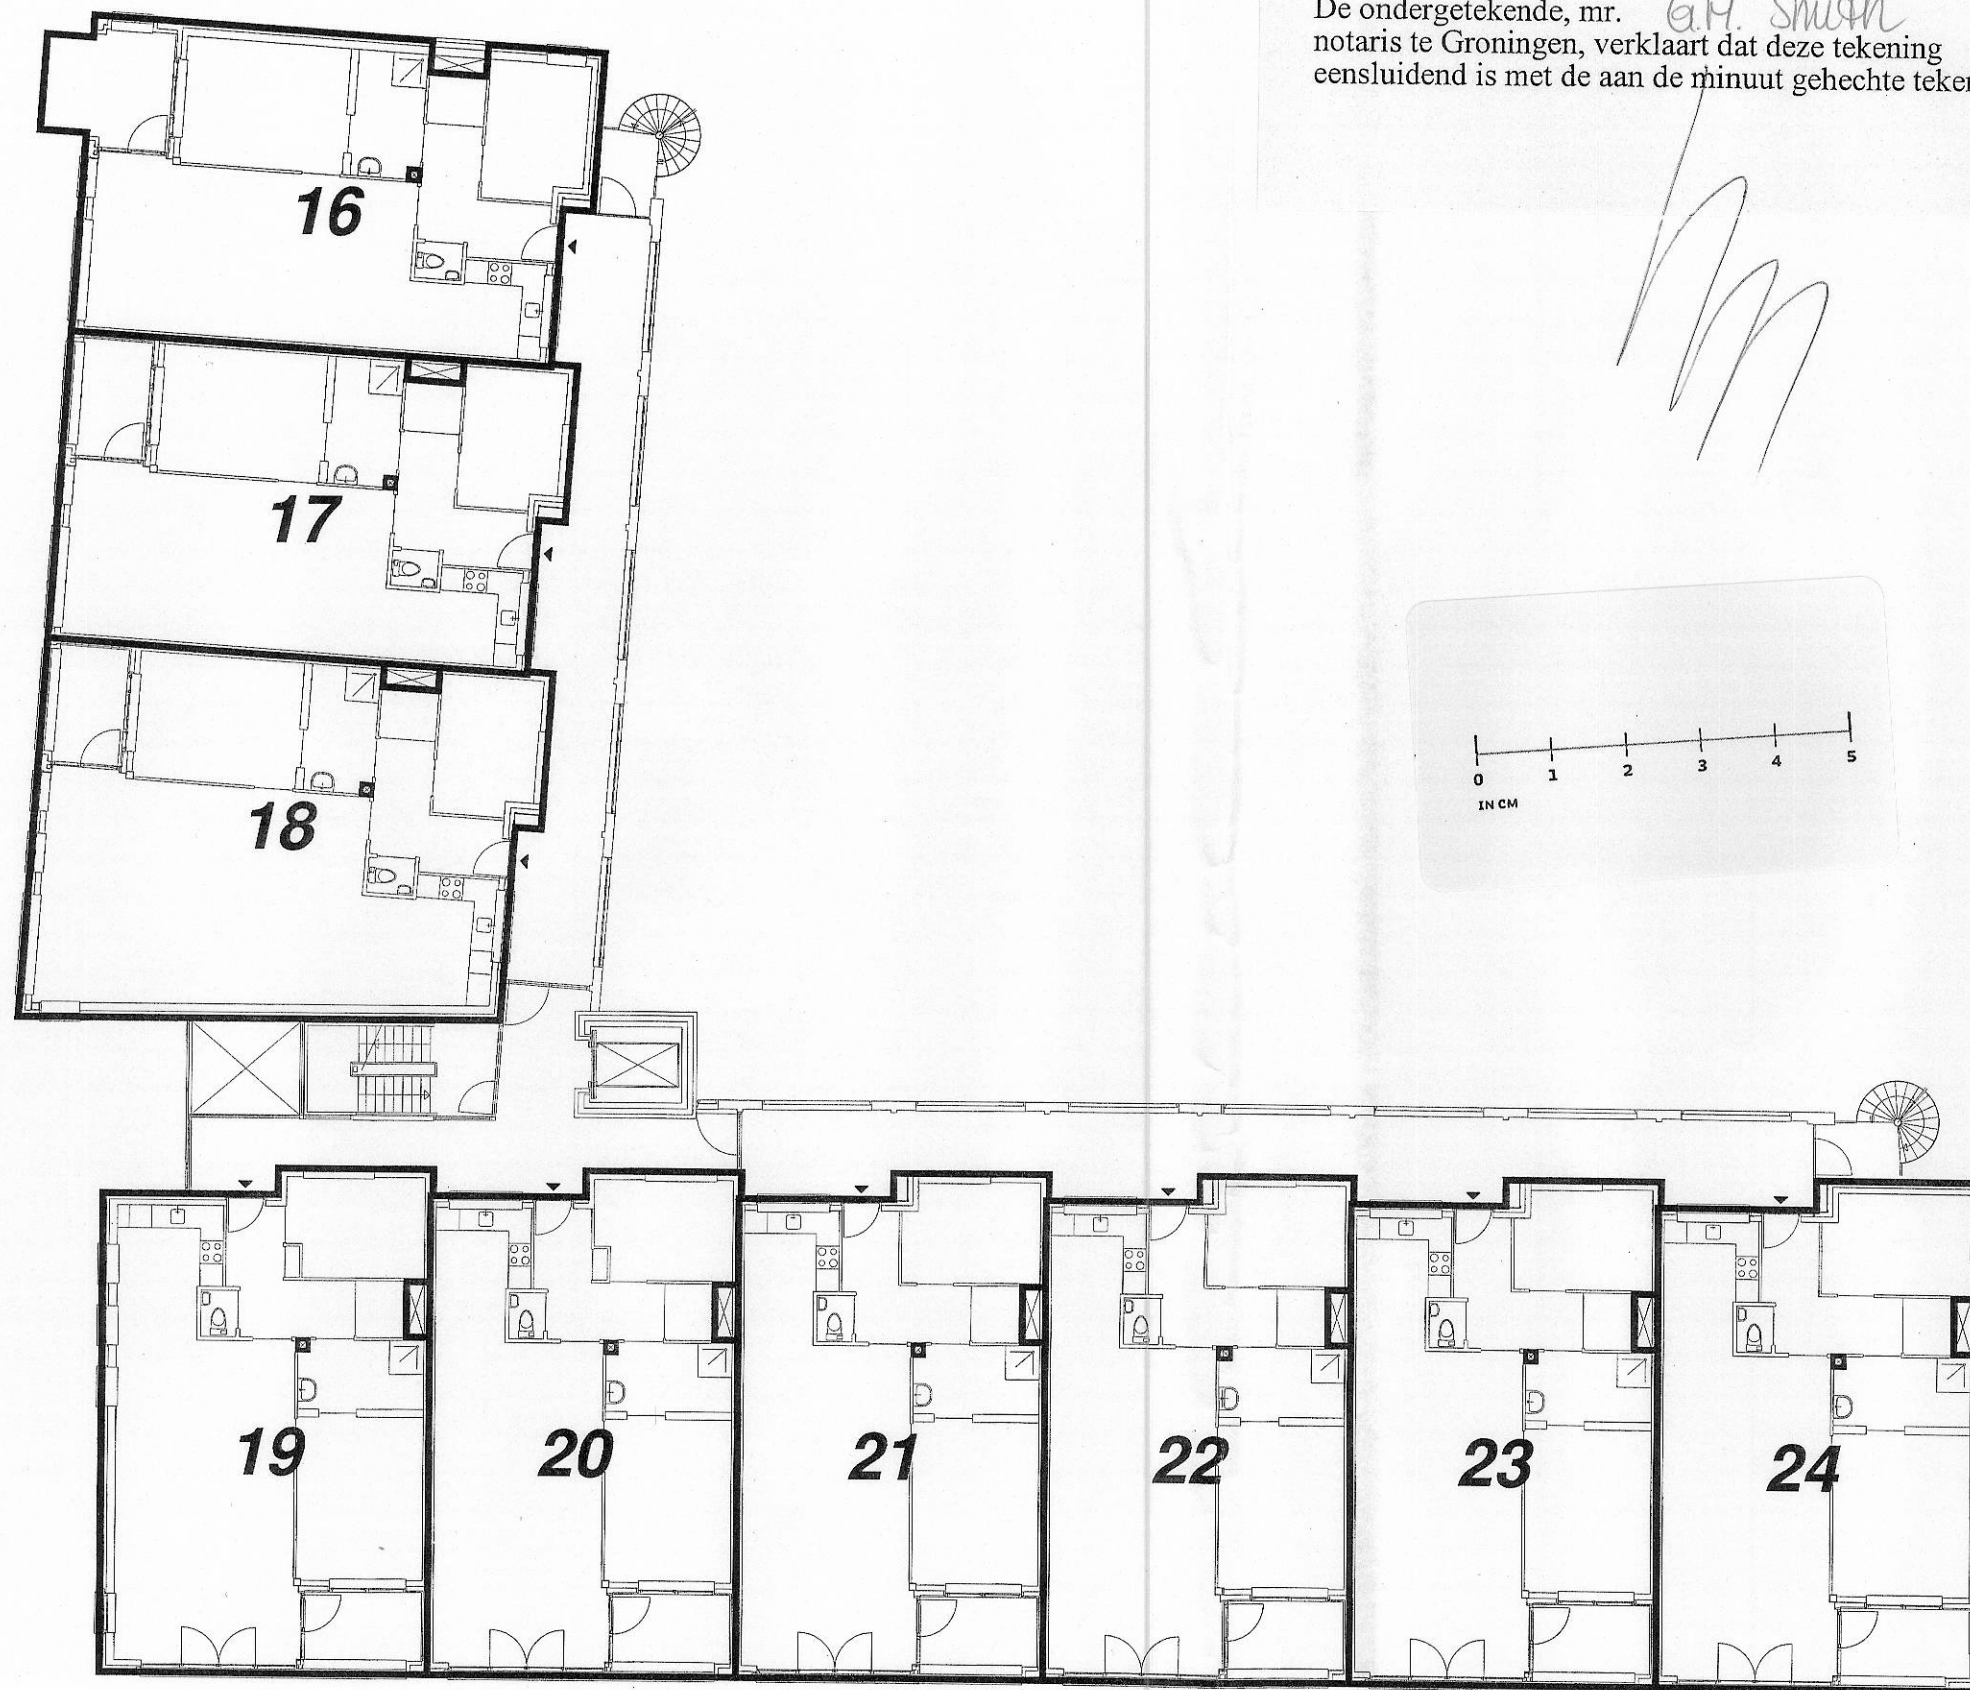 De ondergetekende, mr. G.M. Smith
notaris te Groningen, verklaart dat deze tekening
eensluidend is met de aan de minuut gehechte teken
16
17
18
0 1 2 3 4 5
IN CM
19 20 21 22 23 24